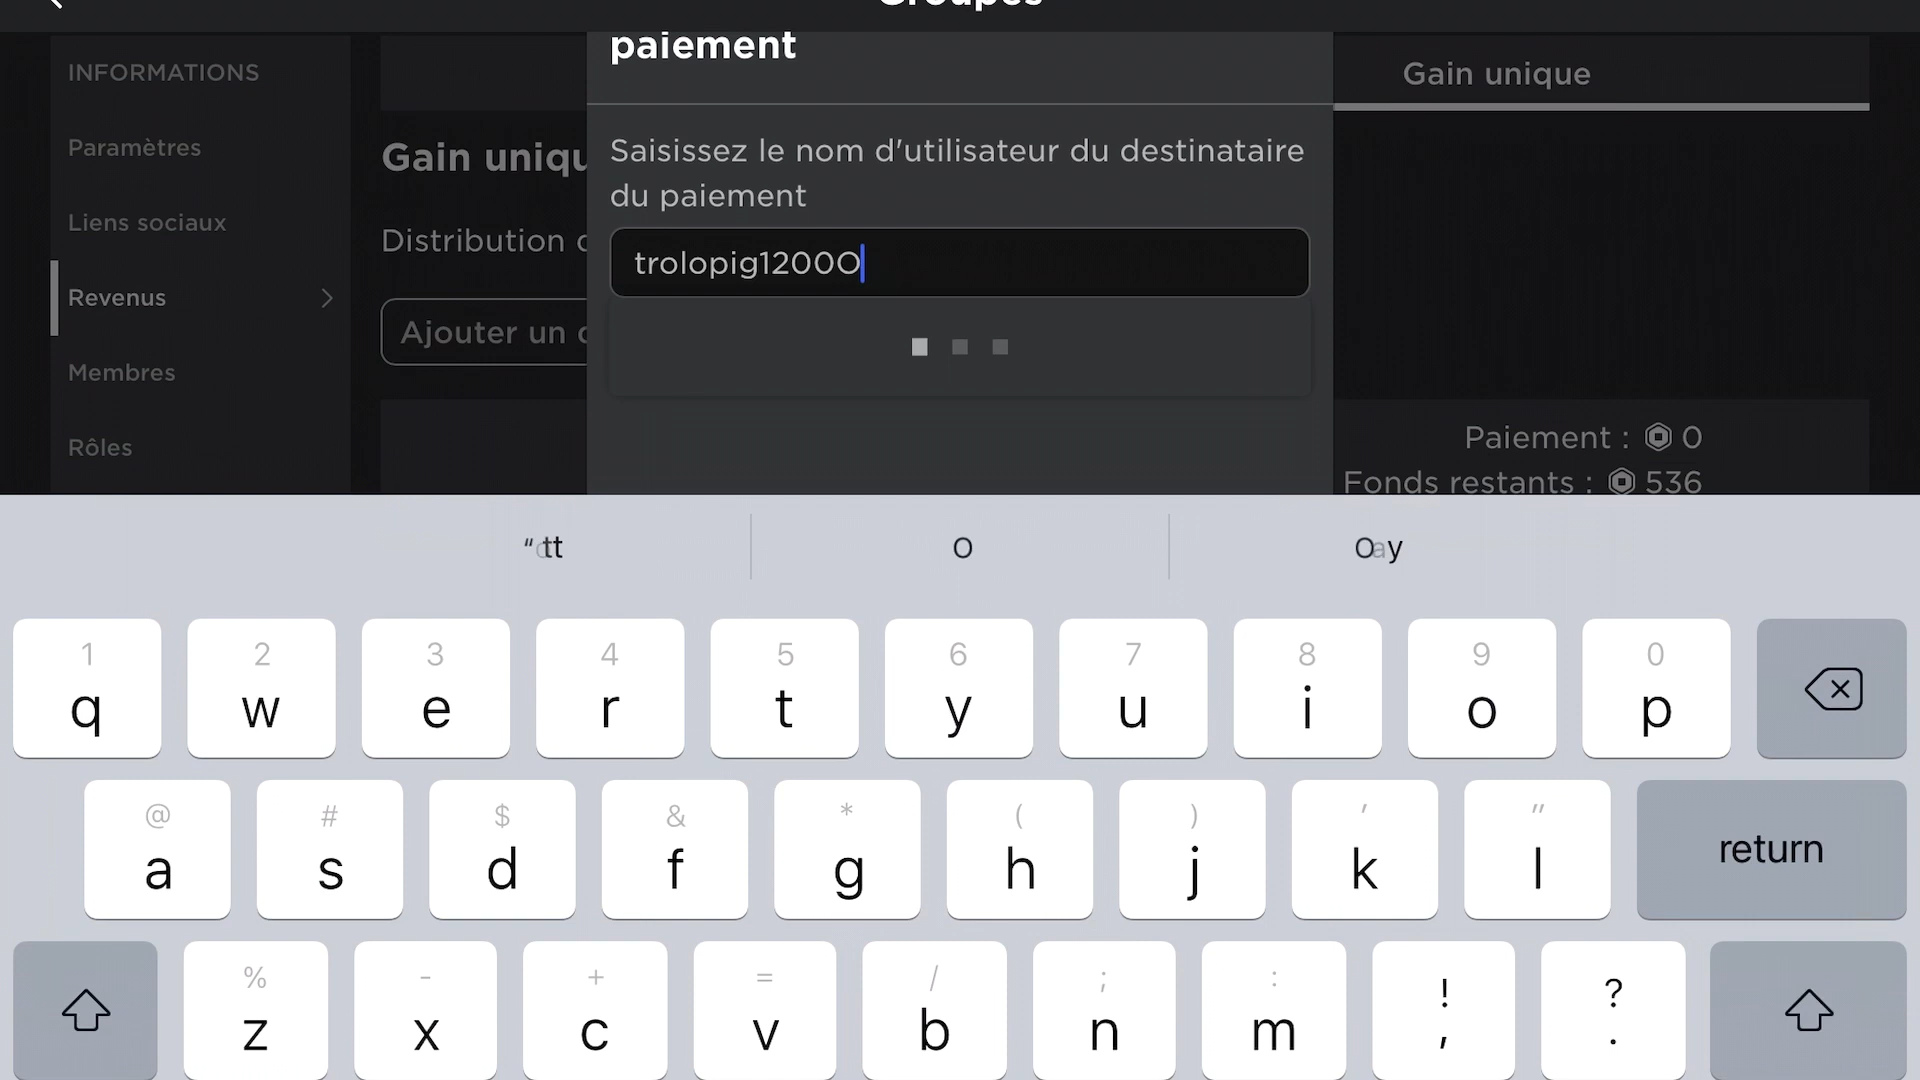 Groupes
INFORMATIONS
Paramètres
Liens sociaux
Revenus
Membres
Rôles
Gain uniqu
Distribution
Ajouter un
paiement
Saisissez le nom d'utilisateur du destinataire
du paiement
trolopig1200O
Gain unique
Paiement : 0
Fonds restants : 536
O
1 2 3 4 5 6 7 8 9 0
q w e r t y u i o p
@ # $ & * ( ) ' "
a s d f g h j k l return
% - + = / ; : ! ?
z x c v b n m , .